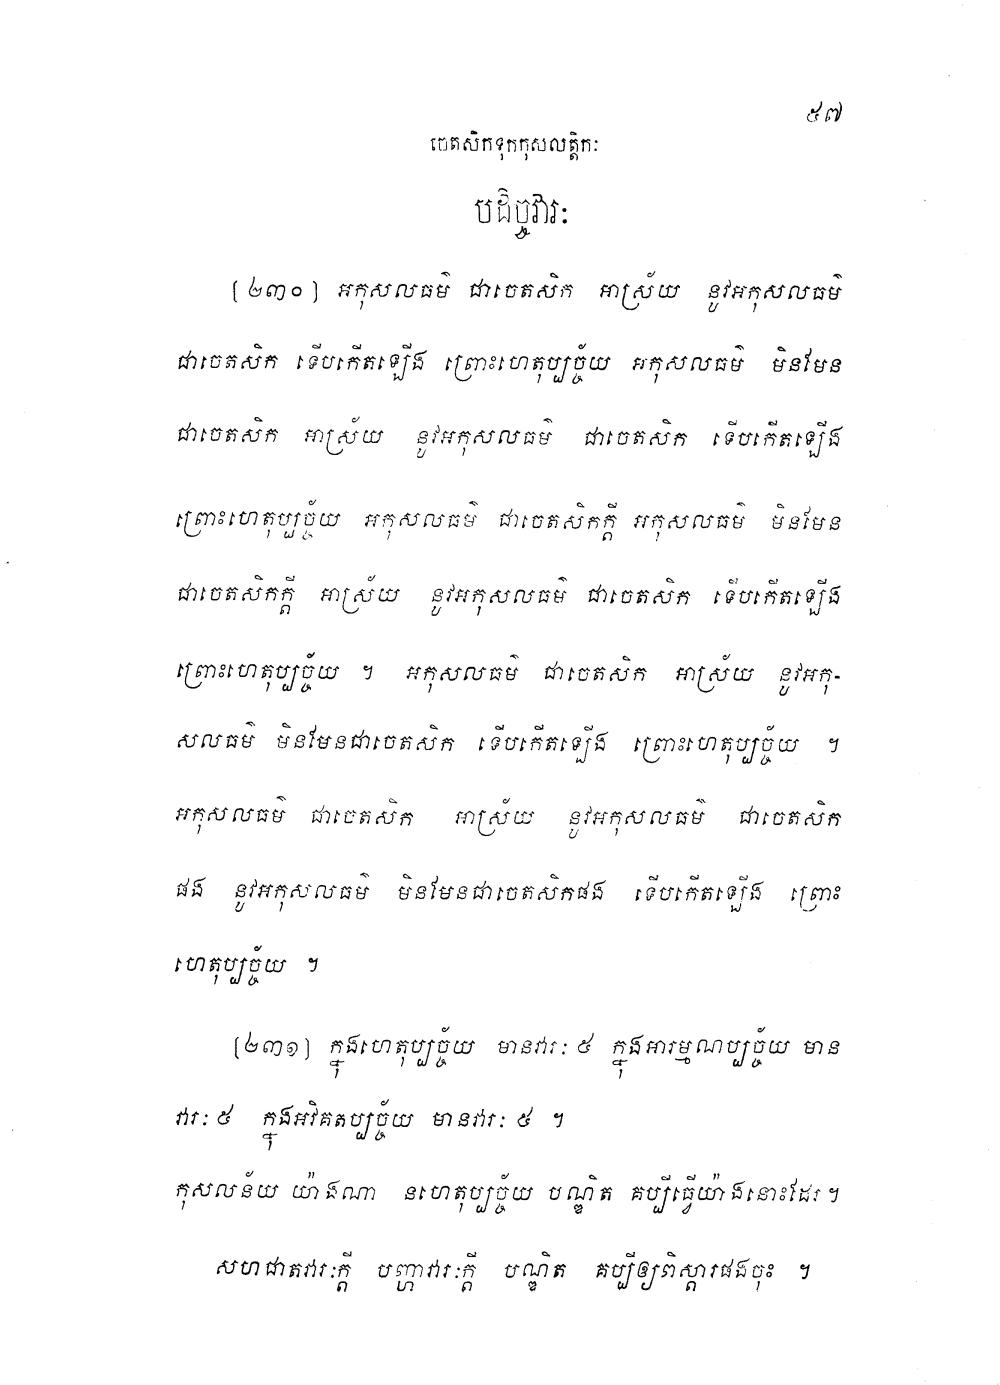 ៥៧
ចេតសិកទុកកុសលត្តិកៈ
បដិច្ចវារៈ
(២៣០) អកុសលធម៌ ជាចេតសិក អាស្រ័យ នូវអកុសលធម៌
ជាចេតសិក ទើបកើតឡើង ព្រោះហេតុប្បច្ច័យ អកុសលធម៌ មិនមែន
ជាចេតសិក អាស្រ័យ នូវអកុសលធម៌ ជាចេតសិក ទើបកើតឡើង
ព្រោះហេតុប្បច្ច័យ អកុសលធម៌ ជាចេតសិកក្តី អកុសលធម៌ មិនមែន
ជាចេតសិកក្តី អាស្រ័យ នូវអកុសលធម៌ ជាចេតសិក ទើបកើតឡើង
ព្រោះហេតុប្បច្ច័យ ។ អកុសលធម៌ ជាចេតសិក អាស្រ័យ នូវអកុ-
សលធម៌ មិនមែនជាចេតសិក ទើបកើតឡើង ព្រោះហេតុប្បច្ច័យ ។
អកុសលធម៌ ជាចេតសិក អាស្រ័យ នូវអកុសលធម៌ ជាចេតសិក
ផង នូវអកុសលធម៌ មិនមែនជាចេតសិកផង ទើបកើតឡើង ព្រោះ
ហេតុប្បច្ច័យ ។
(២៣១) ក្នុងហេតុប្បច្ច័យ មានវារៈ ៥ ក្នុងអារម្មណប្បច្ច័យ មាន
វារៈ ៥ ក្នុងអវិគតប្បច្ច័យ មានវារៈ ៥ ។
កុសលន័យ យ៉ាងណា នហេតុប្បច្ច័យ បណ្ឌិត គប្បីធ្វើយ៉ាងនោះដែរ ។
សហជាតវារៈក្តី បញ្ហាវារៈក្តី បណ្ឌិត គប្បីឲ្យពិស្តារផងចុះ ។